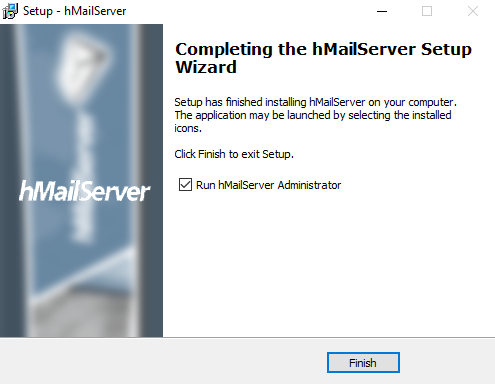 Setup - hMailServer
Completing the hMailServer Setup
Wizard
Setup has finished installing hMailServer on your computer.
The application may be launched by selecting the installed
icons.
Click Finish to exit Setup.
Run hMailServer Administrator
hMailServer
hMailServer
Finish